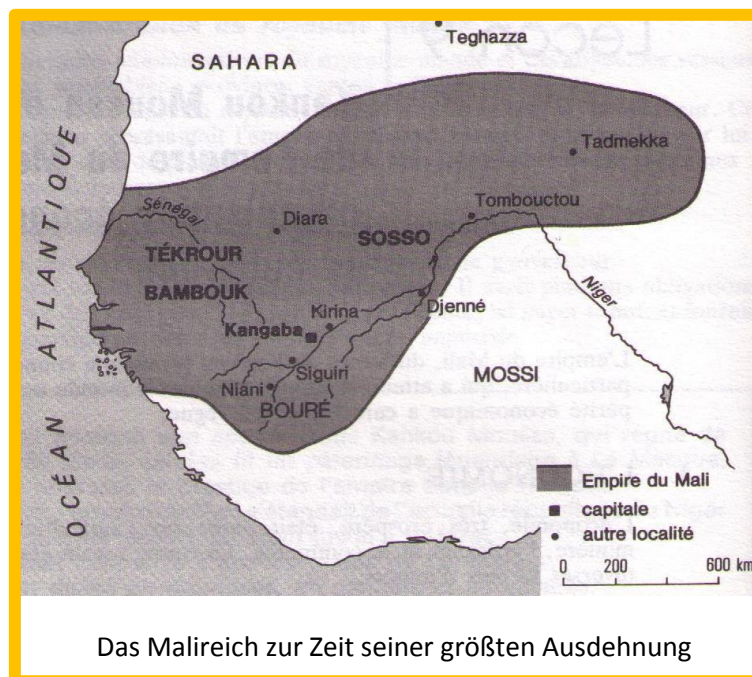 Teghazza
SAHARA
Tadmekka
Tombouctou
Sénégal
Diara
SOSSO
TÉKROUR
BAMBOUK
Niger
Djenné
Kirina
Kangaba
Siguiri
MOSSI
Niani
BOURÉ
OCÉAN ATLANTIQUE
Empire du Mali
capitale
autre localité
0 600 km
Das Malireich zur Zeit seiner größten Ausdehnung